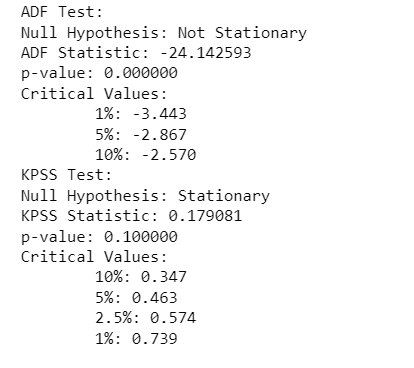 ADF Test:
Null Hypothesis: Not Stationary
ADF Statistic: -24.142593
p-value: 0.000000
Critical Values:
1%: -3.443
5%: -2.867
10%: -2.570
KPSS Test:
Null Hypothesis: Stationary
KPSS Statistic: 0.179081
p-value: 0.100000
Critical Values:
10%: 0.347
5%: 0.463
2.5%: 0.574
1%: 0.739